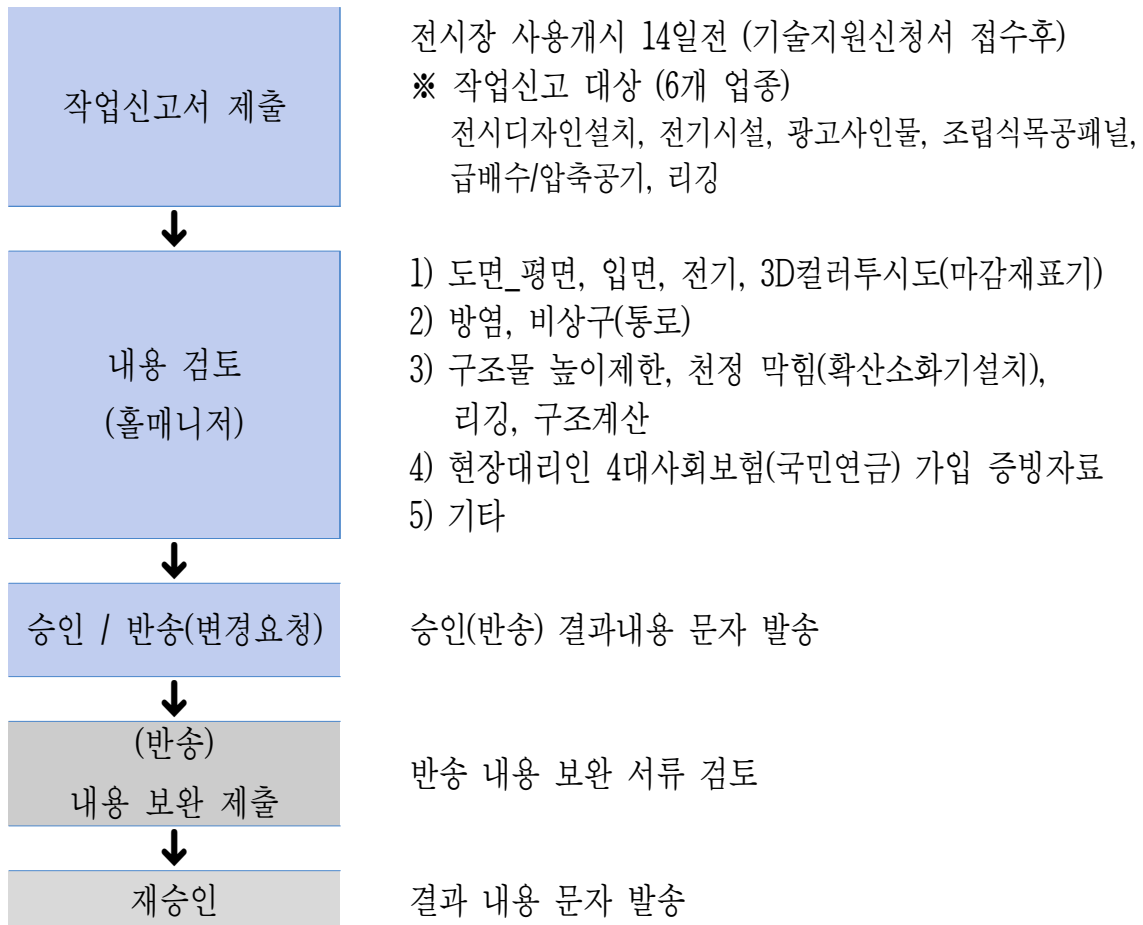 작업신고서 제출
전시장 사용개시 14일전 (기술지원신청서 접수후)
※ 작업신고 대상 (6개 업종)
전시디자인설치, 전기시설, 광고사인물, 조립식목공패널,
급배수/압축공기, 리깅
내용 검토
(홀매니저)
1) 도면_평면, 입면, 전기, 3D컬러투시도(마감재표기)
2) 방염, 비상구(통로)
3) 구조물 높이제한, 천정 막힘(확산소화기설치),
리깅, 구조계산
4) 현장대리인 4대사회보험(국민연금) 가입 증빙자료
5) 기타
승인 / 반송(변경요청)
승인(반송) 결과내용 문자 발송
(반송)
내용 보완 제출
반송 내용 보완 서류 검토
재승인
결과 내용 문자 발송